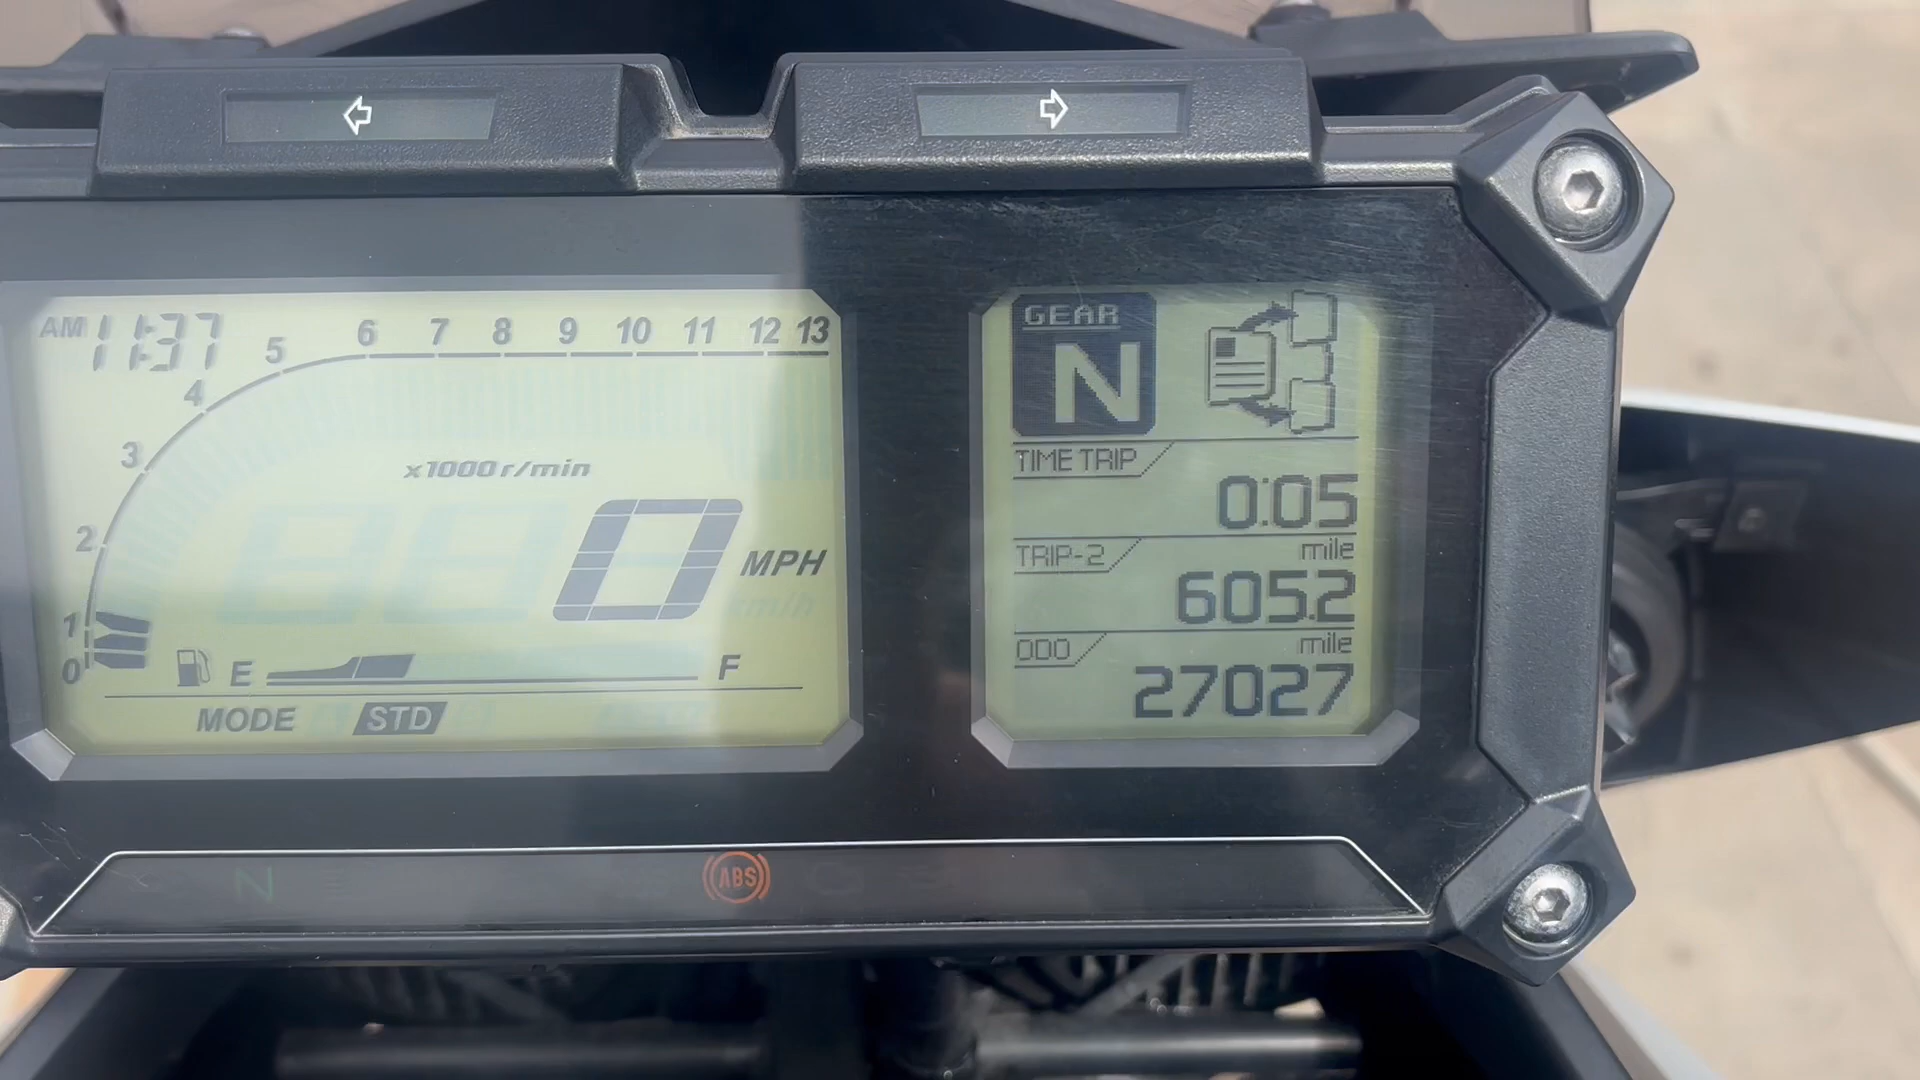 AM 11:37
5 6 7 8 9 10 11 12 13
4
3
2
1
0
x1000 r/min
0 MPH
km/h
E F
MODE STD
GEAR
N
TIME TRIP
0:05
TRIP-2 mile
605.2
ODO mile
27027
N
ABS